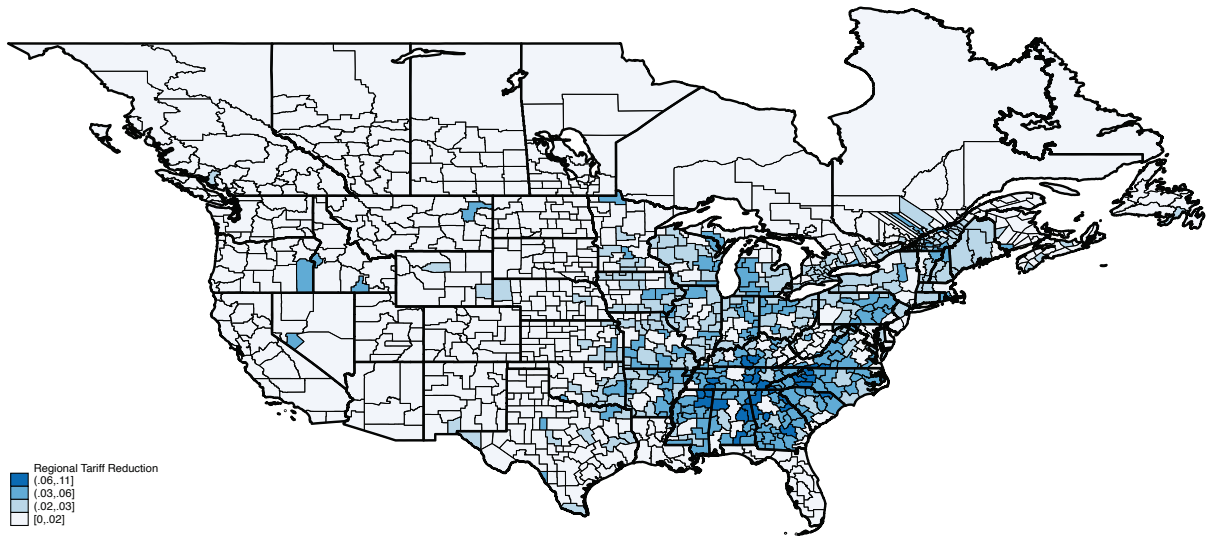 Regional Tariff Reduction
(.06,.11]
(.03,.06]
(.02,.03]
[0,.02]